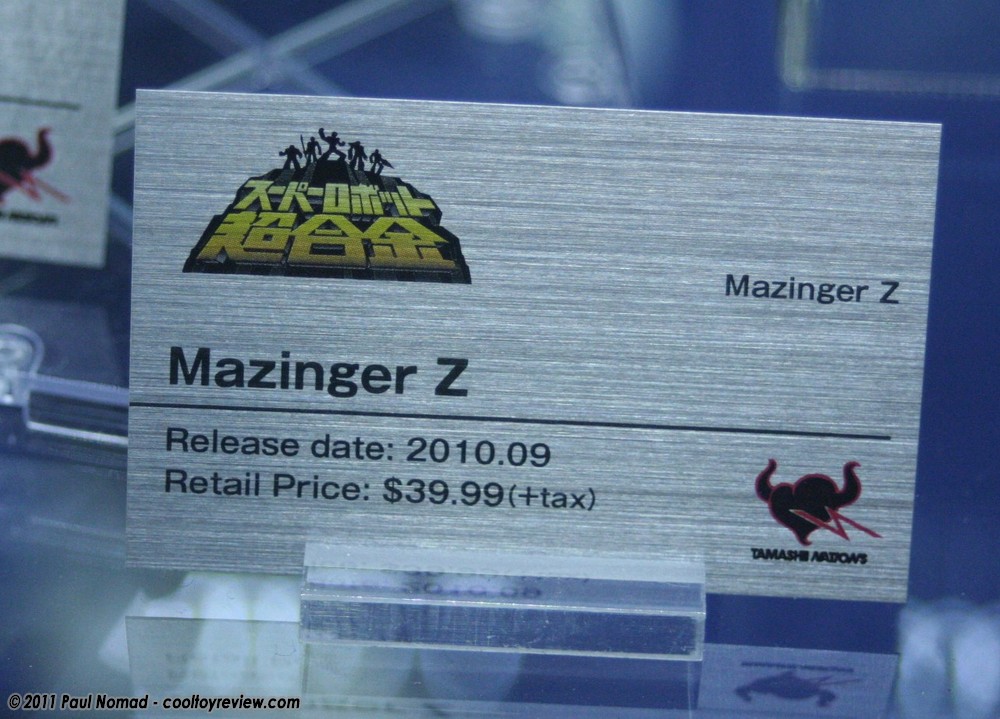 スーパーロボット
超合金
Mazinger Z
Mazinger Z
Release date: 2010.09
Retail Price: $39.99(+tax)
TAMASHII NATIONS
© 2011 Paul Nomad - cooltoyreview.com